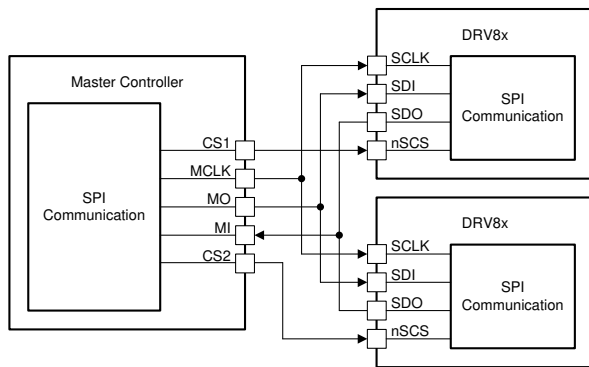 Master Controller
SPI
Communication
CS1
MCLK
MO
MI
CS2
DRV8x
SCLK
SDI
SDO
nSCS
SPI
Communication
DRV8x
SCLK
SDI
SDO
nSCS
SPI
Communication